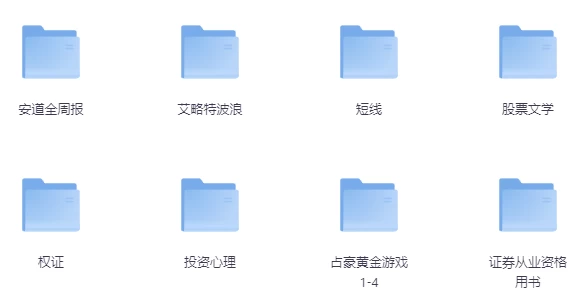 安道全周报
艾略特波浪
短线
股票文学
权证
投资心理
占豪黄金游戏
1-4
证券从业资格
用书